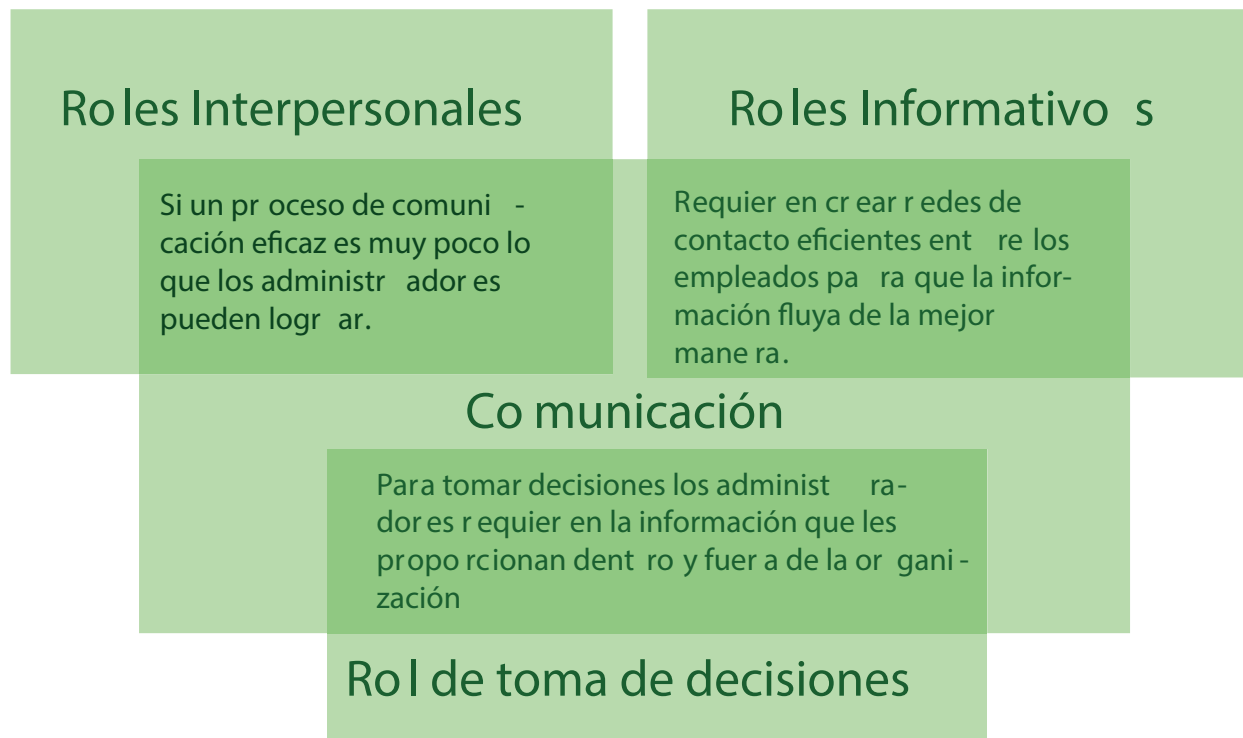 Roles Interpersonales
Si un proceso de comuni-
cación eficaz es muy poco lo
que los administradores
pueden lograr.
Roles Informativos
Requieren crear redes de
contacto eficientes entre los
empleados para que la infor-
mación fluya de la mejor
manera.
Comunicación
Para tomar decisiones los administra-
dores requieren la información que les
proporcionan dentro y fuera de la organi-
zación
Rol de toma de decisiones